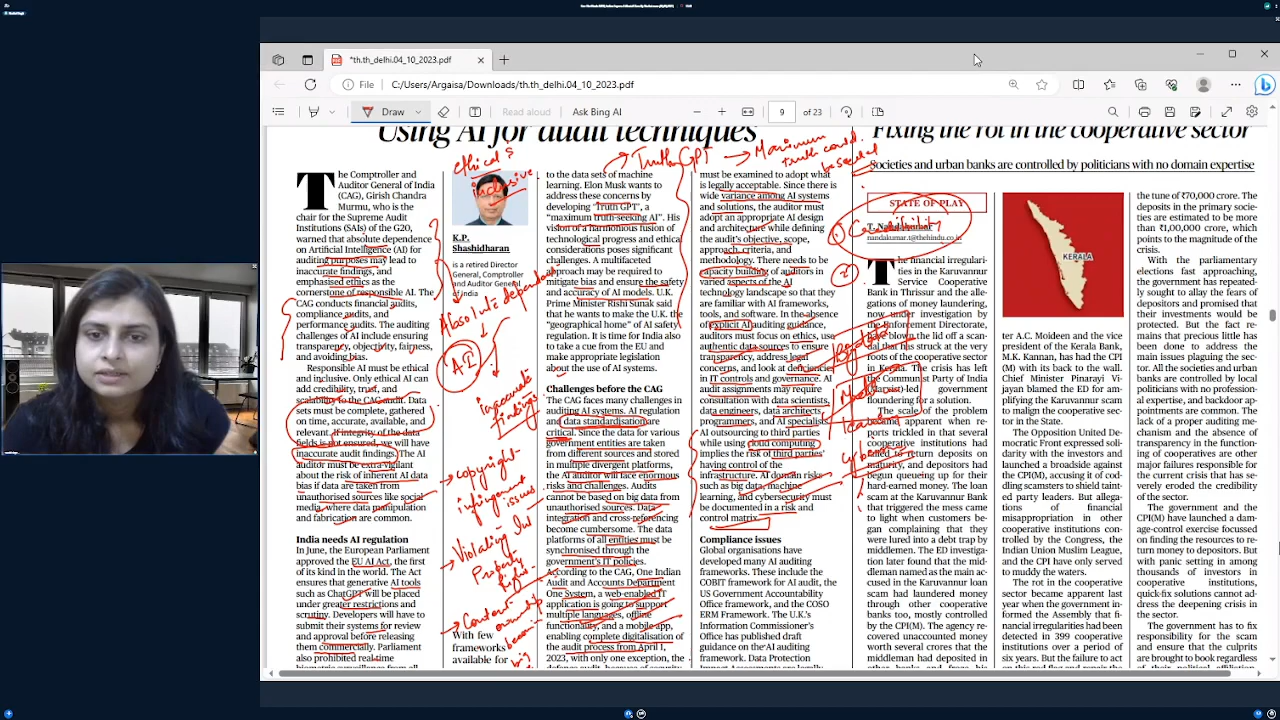 *th.th_delhi.04_10_2023.pdf
File
C:/Users/Argaisa/Downloads/th.th_delhi.04_10_2023.pdf
Draw
Read aloud
Ask Bing AI
9
of 23
Using AI for audit techniques
The Comptroller and
Auditor General of India
(CAG), Girish Chandra
Murmu, who is the
chair for the Supreme Audit
Institutions (SAIs) of the G20,
warned that absolute dependence
on Artificial Intelligence (AI) for
auditing purposes may lead to
inaccurate findings, and
emphasised ethics as the
cornerstone of responsible AI. The
CAG conducts financial audits,
compliance audits, and
performance audits. The auditing
challenges of AI include ensuring
transparency, objectivity, fairness,
and avoiding bias.
Responsible AI must be ethical
and inclusive. Only ethical AI can
add credibility, trust, and
scalability to the CAG audit. Data
sets must be complete, gathered
on time, accurate, available, and
relevant. If integrity of the data
fields is not ensured, we will have
inaccurate audit findings. The AI
auditor must be extra-vigilant
about the risk of inherent AI data
bias if data are taken from
unauthorised sources like social
media, where data manipulation
and fabrication are common.
India needs AI regulation
In June, the European Parliament
approved the EU AI Act, the first
of its kind in the world. The Act
ensures that generative AI tools
such as ChatGPT will be placed
under greater restrictions and
scrutiny. Developers will have to
submit their systems for review
and approval before releasing
them commercially. Parliament
also prohibited real-time
ethical?
inclusive
K.P.
Shashidharan
is a retired Director
General, Comptroller
and Auditor General
of India
Absolute dependent
A.I
inaccurate
findings
copyright
infringement
issues
Violating
Property
Content
ownership
With few
frameworks
available for
TruthGPT
Maximum
truth could
be seeked
to the data sets of machine
learning. Elon Musk wants to
address these concerns by
developing ‘Truth GPT’, a
“maximum truth-seeking AI”. His
vision of a harmonious fusion of
technological progress and ethical
considerations poses significant
challenges. A multifaceted
approach may be required to
mitigate bias and ensure the safety
and accuracy of AI models. U.K.
Prime Minister Rishi Sunak said
that he wants to make the U.K. the
“geographical home” of AI safety
regulation. It is time for India also
to take a cue from the EU and
make appropriate legislation
about the use of AI systems.
Challenges before the CAG
The CAG faces many challenges in
auditing AI systems. AI regulation
and data standardisation are
critical. Since the data for various
government entities are taken
from different sources and stored
in multiple divergent platforms,
the AI auditor will face enormous
risks and challenges. Audits
cannot be based on big data from
unauthorised sources. Data
integration and cross-referencing
become cumbersome. The data
platforms of all entities must be
synchronised through the
government's IT policies.
According to the CAG, One Indian
Audit and Accounts Department
One System, a web-enabled IT
application is going to support
multiple languages, offline
functionality, and a mobile app,
enabling complete digitalisation of
the audit process from April 1,
2023, with only one exception, the
must be examined to adopt what
is legally acceptable. Since there is
wide variance among AI systems
and solutions, the auditor must
adopt an appropriate AI design
and architecture while defining
the audit's objective, scope,
approach, criteria, and
methodology. There needs to be
capacity building of auditors in
varied aspects of the AI
technology landscape so that they
are familiar with AI frameworks,
tools, and software. In the absence
of explicit AI auditing guidance,
auditors must focus on ethics, use
authentic data sources to ensure
transparency, address legal
concerns, and look at deficiencies
in IT controls and governance. AI
audit assignments may require
consultation with data scientists,
data engineers, data architects,
programmers, and AI specialists.
AI outsourcing to third parties
while using cloud computing
implies the risk of third parties'
having control of the
infrastructure. AI domain risks
such as big data, machine
learning, and cybersecurity must
be documented in a risk and
control matrix.
Compliance issues
Global organisations have
developed many AI auditing
frameworks. These include the
COBIT framework for AI audit, the
US Government Accountability
Office framework, and the COSO
ERM Framework. The U.K.'s
Information Commissioner's
Office has published draft
guidance on the AI auditing
framework. Data Protection
Fixing the rot in the cooperative sector
Societies and urban banks are controlled by politicians with no domain expertise
STATE OF PLAY
T. Nandakumar
nandakumar.t@thehindu.co.in
The financial irregulari-
ties in the Karuvannur
Service Cooperative
Bank in Thrissur and the
allegations of money laundering,
now under investigation by
the Enforcement Directorate,
have blown the lid off a scandal
that has struck at the very
roots of the cooperative sector
in Kerala. The crisis has left
the Communist Party of India
(Marxist)-led government
floundering for a solution.
The scale of the problem
became apparent when reports
trickled in that several
cooperative institutions had
failed to return deposits on
maturity, and depositors had
begun queueing up for their
hard-earned money. The loan
scam at the Karuvannur Bank
that triggered the mess came
to light when customers began
complaining that they
were lured into a debt trap by
middlemen. The ED investigation
later found that the middleman
named as the main accused
in the Karuvannur loan
scam had laundered money
through other cooperative
banks too, mostly controlled
by the CPI(M). The agency recovered
unaccounted money
worth several crores that the
middleman had deposited in
KERALA
ter A.C. Moideen and the vice
president of the Kerala Bank,
M.K. Kannan, has had the CPI
(M) with its back to the wall.
Chief Minister Pinarayi Vijayan
blamed the ED for amplifying
the Karuvannur scam
to malign the cooperative sector
in the State.
The Opposition United Democratic
Front expressed solidarity
with the investors and
launched a broadside against
the CPI(M), accusing it of coddling
scamsters to shield tainted
party leaders. But allegations
of financial
misappropriation in other
cooperative institutions controlled
by the Congress, the
Indian Union Muslim League,
and the CPI have only served
to muddy the waters.
The rot in the cooperative
sector became apparent last
year when the government informed
the Assembly that financial
irregularities had been
detected in 399 cooperative
institutions over a period of
six years. But the failure to act
the tune of ₹70,000 crore. The
deposits in the primary societies
are estimated to be more
than ₹1,00,000 crore, which
points to the magnitude of the
crisis.
With the parliamentary
elections fast approaching,
the government has repeatedly
sought to allay the fears of
depositors and promised that
their investments would be
protected. But the fact remains
that precious little has
been done to address the
main issues plaguing the sector.
All the societies and urban
banks are controlled by local
politicians with no professional
expertise, and backdoor appointments
are common. The
lack of a proper auditing mechanism
and the absence of
transparency in the functioning
of cooperatives are other
major failures responsible for
the current crisis that has severely
eroded the credibility
of the sector.
The government and the
CPI(M) have launched a damage-control
exercise focussed
on finding the resources to return
money to depositors. But
with panic setting in among
thousands of investors in
cooperative institutions,
quick-fix solutions cannot address
the deepening crisis in
the sector.
The government has to fix
responsibility for the scam
and ensure that the culprits
are brought to book regardless